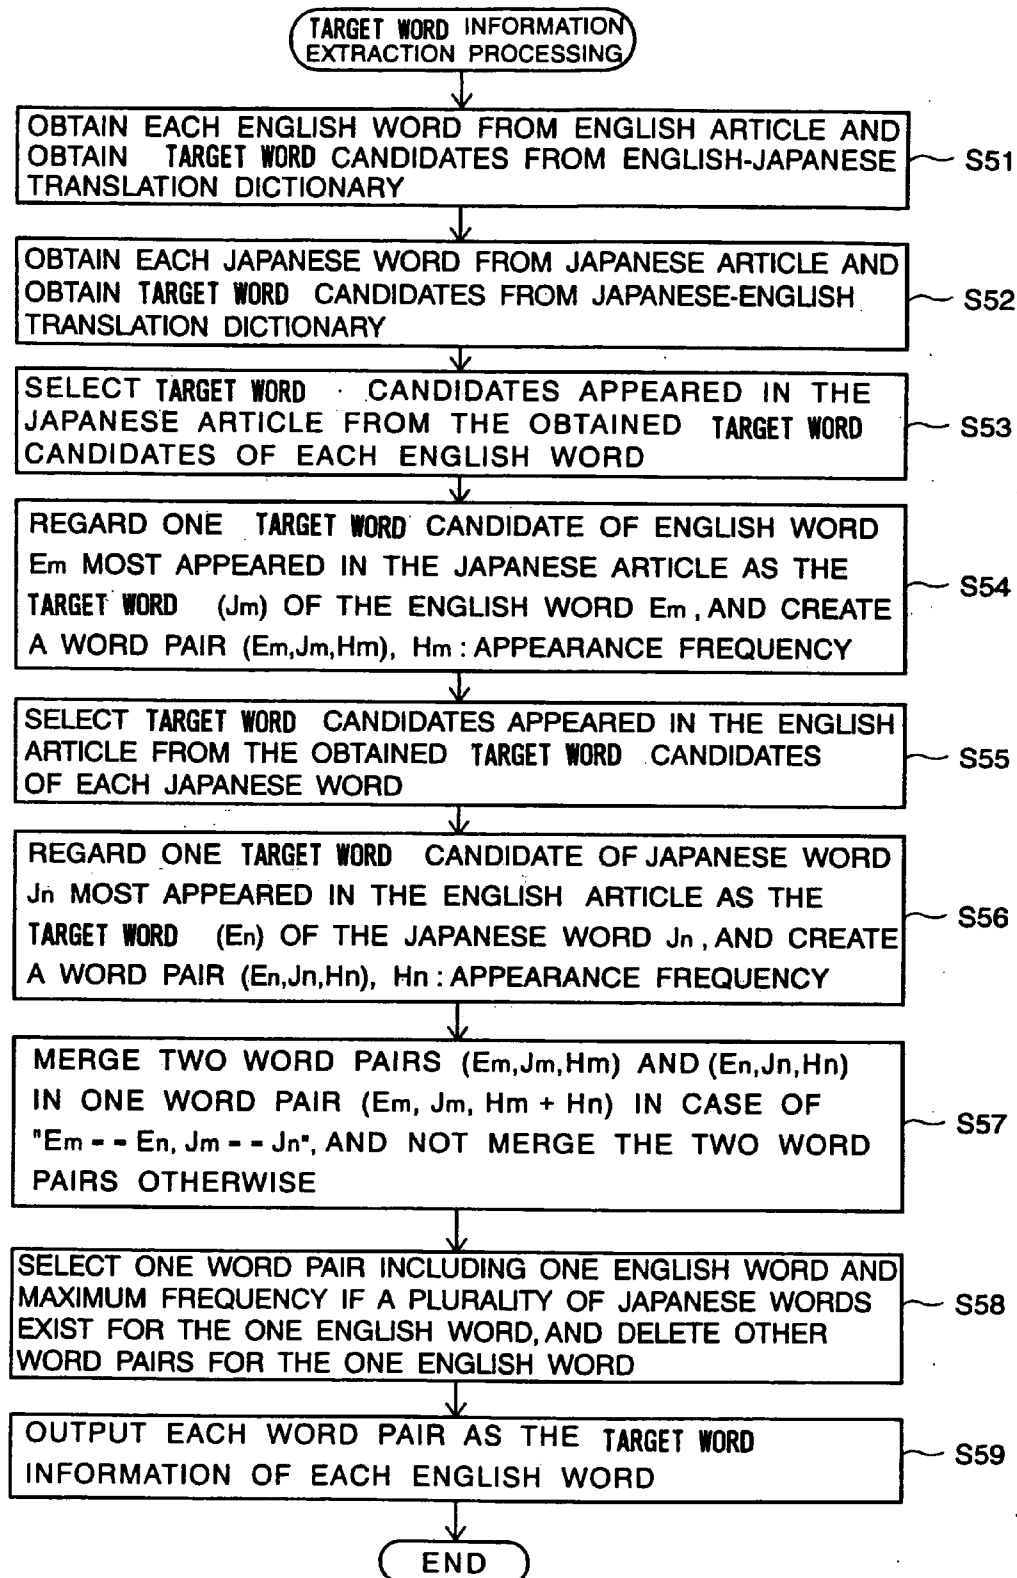 TARGET WORD INFORMATION
EXTRACTION PROCESSING
OBTAIN EACH ENGLISH WORD FROM ENGLISH ARTICLE AND
OBTAIN TARGET WORD CANDIDATES FROM ENGLISH-JAPANESE
TRANSLATION DICTIONARY
S51
OBTAIN EACH JAPANESE WORD FROM JAPANESE ARTICLE AND
OBTAIN TARGET WORD CANDIDATES FROM JAPANESE-ENGLISH
TRANSLATION DICTIONARY
S52
SELECT TARGET WORD CANDIDATES APPEARED IN THE
JAPANESE ARTICLE FROM THE OBTAINED TARGET WORD
CANDIDATES OF EACH ENGLISH WORD
S53
REGARD ONE TARGET WORD CANDIDATE OF ENGLISH WORD
Em MOST APPEARED IN THE JAPANESE ARTICLE AS THE
TARGET WORD (Jm) OF THE ENGLISH WORD Em, AND CREATE
A WORD PAIR (Em,Jm,Hm), Hm : APPEARANCE FREQUENCY
S54
SELECT TARGET WORD CANDIDATES APPEARED IN THE ENGLISH
ARTICLE FROM THE OBTAINED TARGET WORD CANDIDATES
OF EACH JAPANESE WORD
S55
REGARD ONE TARGET WORD CANDIDATE OF JAPANESE WORD
Jn MOST APPEARED IN THE ENGLISH ARTICLE AS THE
TARGET WORD (En) OF THE JAPANESE WORD Jn, AND CREATE
A WORD PAIR (En,Jn,Hn), Hn : APPEARANCE FREQUENCY
S56
MERGE TWO WORD PAIRS (Em,Jm,Hm) AND (En,Jn,Hn)
IN ONE WORD PAIR (Em, Jm, Hm + Hn) IN CASE OF
"Em = = En, Jm = = Jn", AND NOT MERGE THE TWO WORD
PAIRS OTHERWISE
S57
SELECT ONE WORD PAIR INCLUDING ONE ENGLISH WORD AND
MAXIMUM FREQUENCY IF A PLURALITY OF JAPANESE WORDS
EXIST FOR THE ONE ENGLISH WORD, AND DELETE OTHER
WORD PAIRS FOR THE ONE ENGLISH WORD
S58
OUTPUT EACH WORD PAIR AS THE TARGET WORD
INFORMATION OF EACH ENGLISH WORD
S59
END